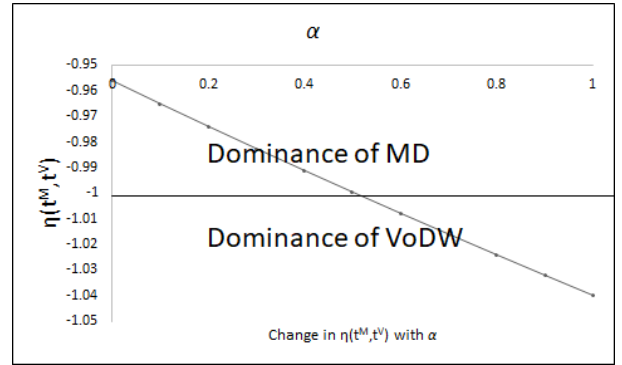 α
-0.95
0 0.2 0.4 0.6 0.8 1
-0.96
-0.97
-0.98
-0.99
-1
-1.01
-1.02
-1.03
-1.04
-1.05
η(t^M,t^V)
Dominance of MD
Dominance of VoDW
Change in η(t^M,t^V) with α